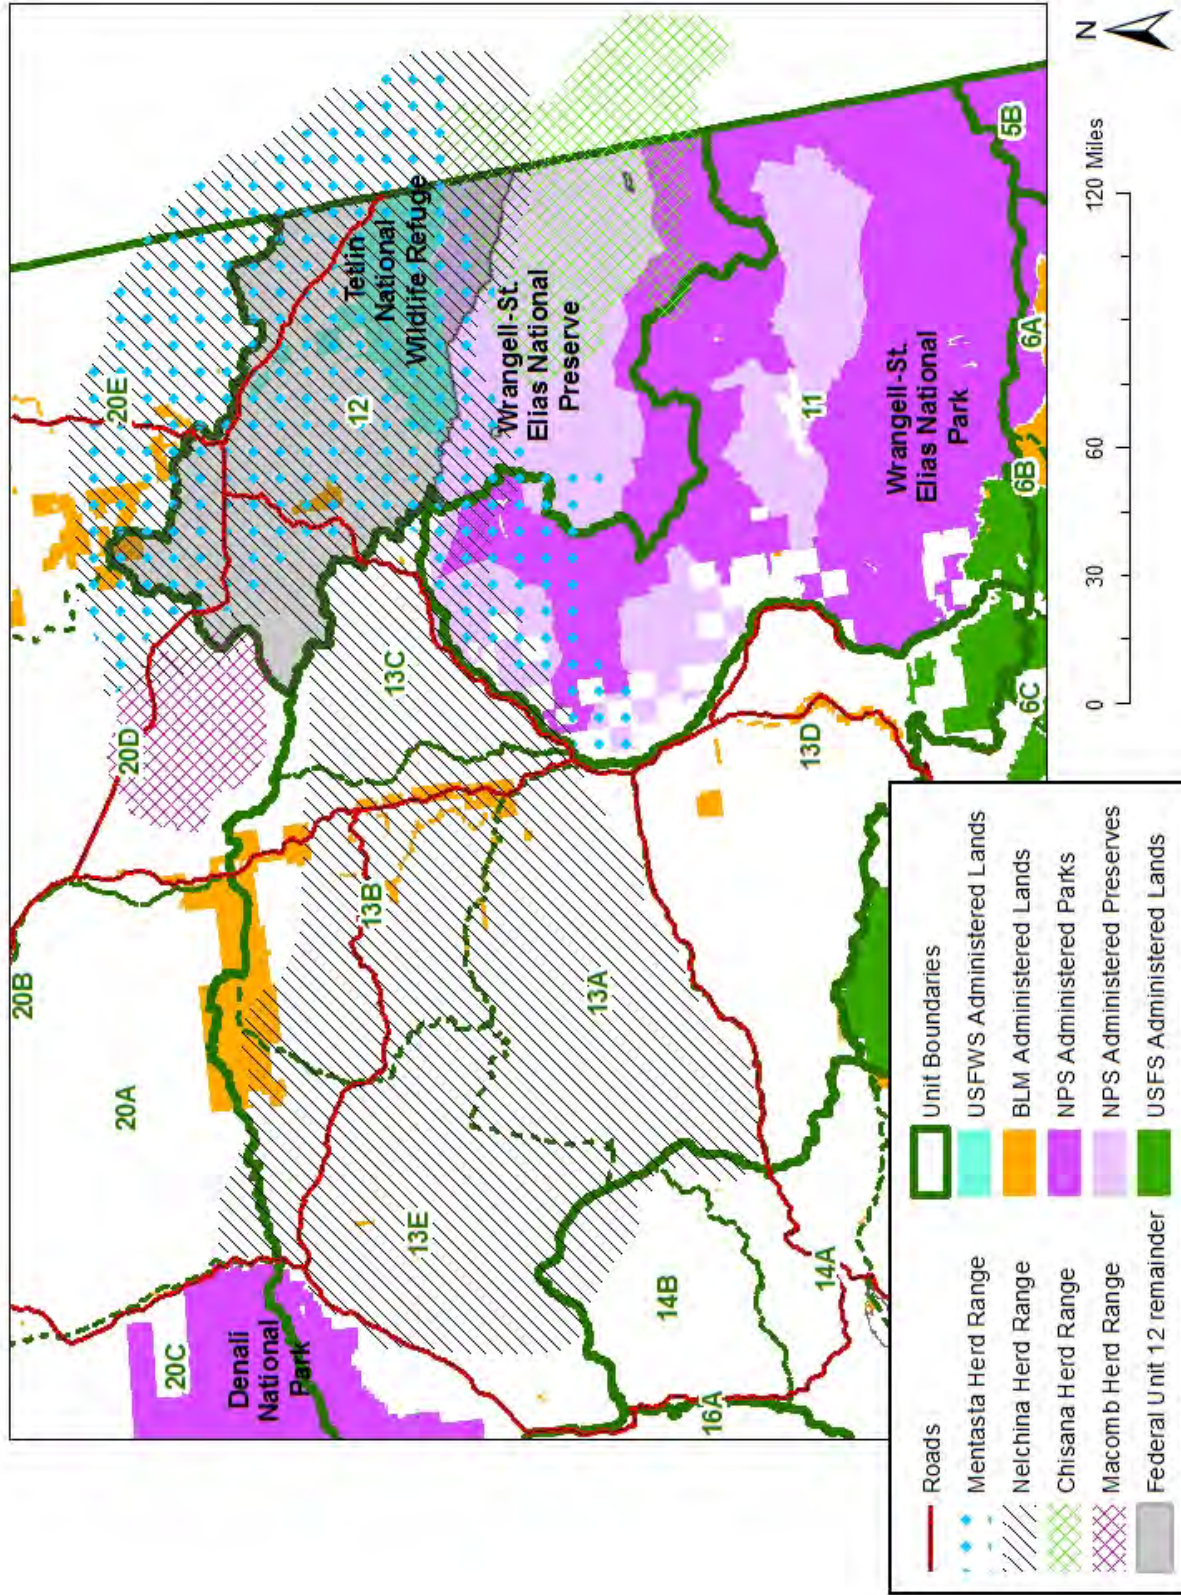 20B
20A
20C
Denali
National
Park
20D
20E
12
Tetlin
National
Wildlife Refuge
Wrangell-St.
Elias National
Preserve
13C
13B
13E
13A
14B
14A
16A
13D
11
Wrangell-St.
Elias National
Park
5B
6A
6B
6C
N
0 30 60 120 Miles
Roads
Mentasta Herd Range
Nelchina Herd Range
Chisana Herd Range
Macomb Herd Range
Federal Unit 12 remainder
Unit Boundaries
USFWS Administered Lands
BLM Administered Lands
NPS Administered Parks
NPS Administered Preserves
USFS Administered Lands